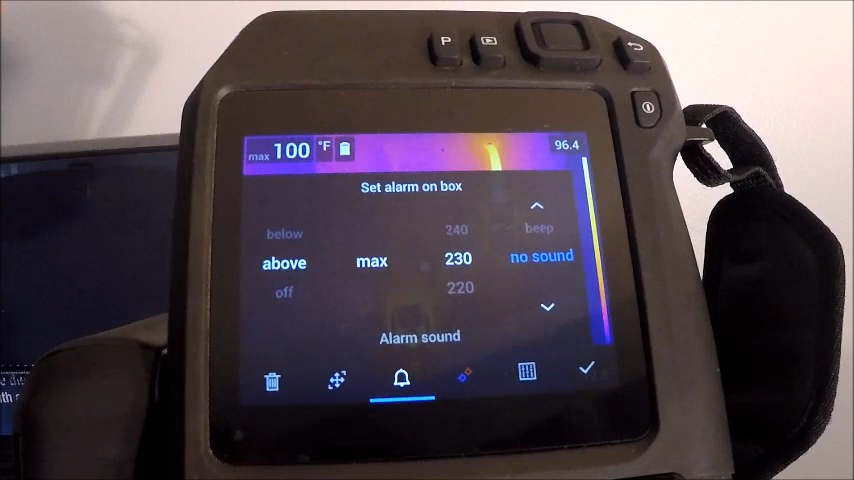 P
max 100 °F 96.4
Set alarm on box
below 240 beep
above max 230 no sound
off 220
Alarm sound